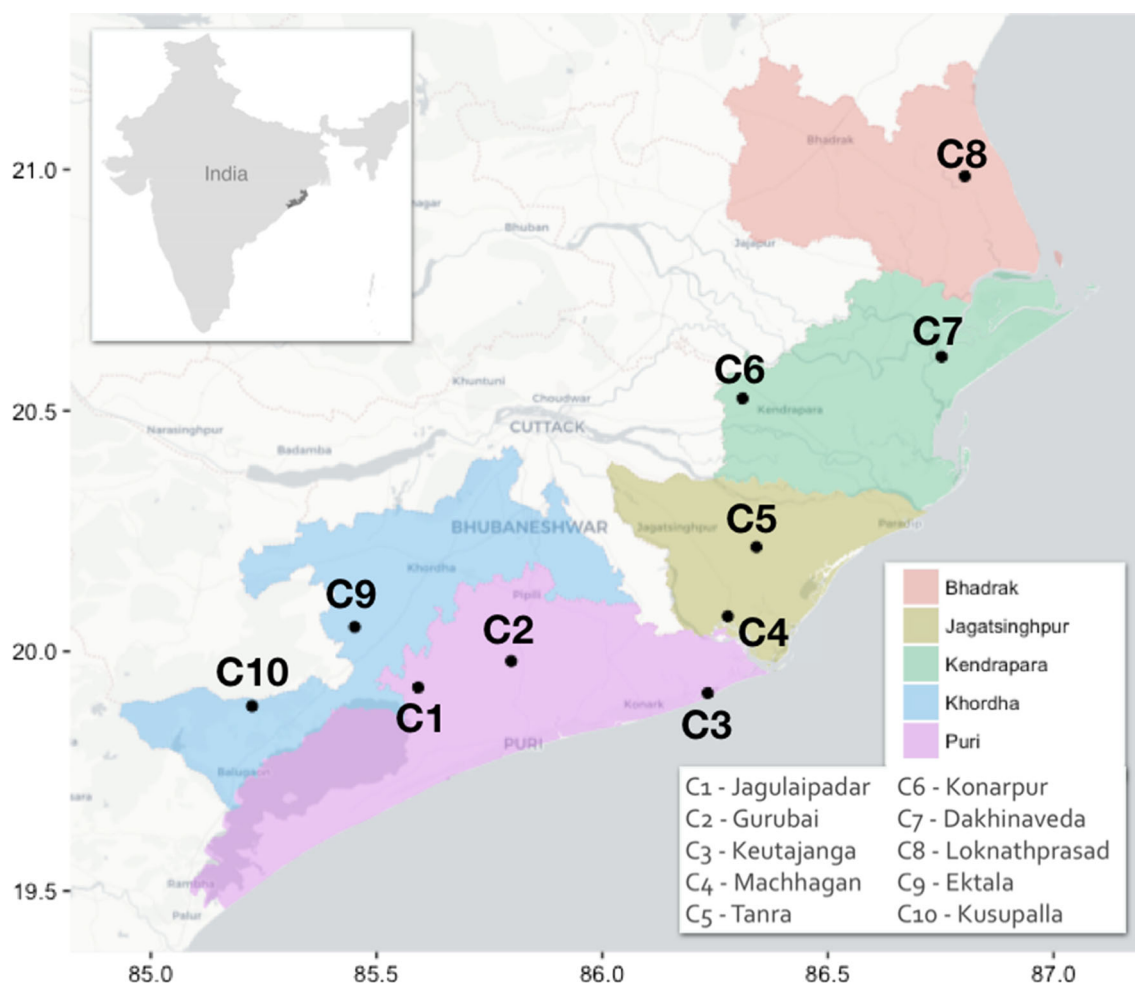 India
21.0
20.5
20.0
19.5
85.0
85.5
86.0
86.5
87.0
Bhadrak
C8
nagar
Bhuban
Jajapur
C7
C6
Khuntuni
Choudwar
Kendrapara
CUTTACK
Narasinghpur
Badamba
C5
BHUBANESHWAR
Jagatsinghpur
Paradip
Khordha
C9
Pipili
C2
C4
C10
C1
Konark
C3
PURI
Balugaon
Rambha
Palur
Bhadrak
Jagatsinghpur
Kendrapara
Khordha
Puri
C1 - Jagulaipadar
C2 - Gurubai
C3 - Keutajanga
C4 - Machhagan
C5 - Tanra
C6 - Konarpur
C7 - Dakhinaveda
C8 - Loknathprasad
C9 - Ektala
C10 - Kusupalla